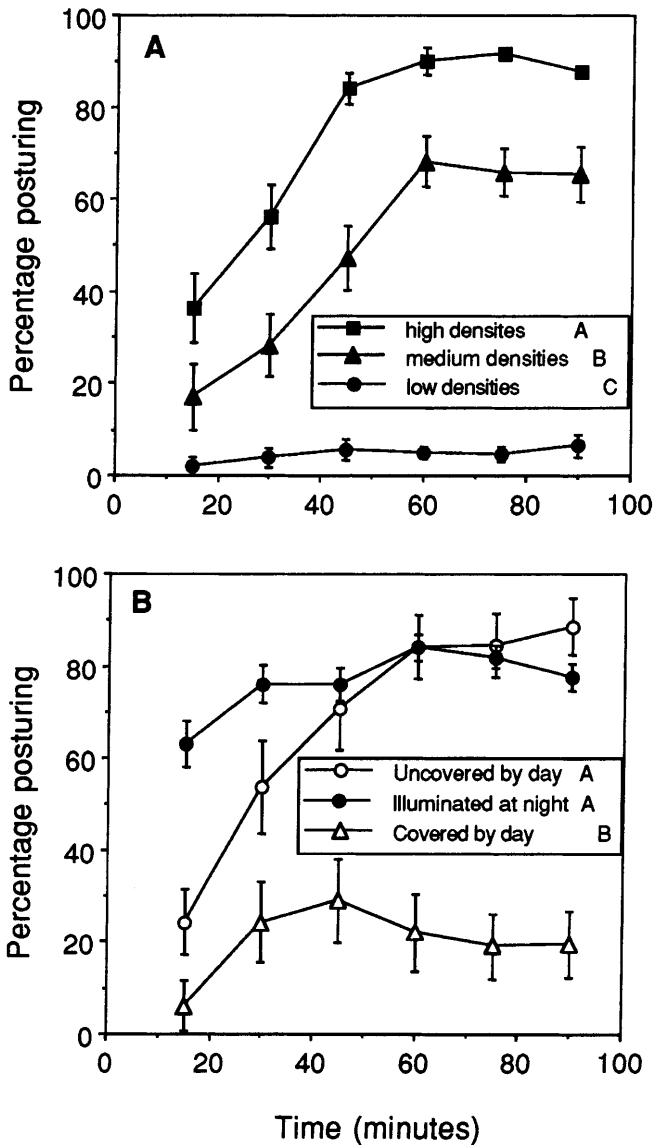 A
Percentage posturing
100
80
60
40
20
0
high densites A
medium densities B
low densities C
0 20 40 60 80 100
B
Percentage posturing
100
80
60
40
20
0
Uncovered by day A
Illuminated at night A
Covered by day B
0 20 40 60 80 100
Time (minutes)